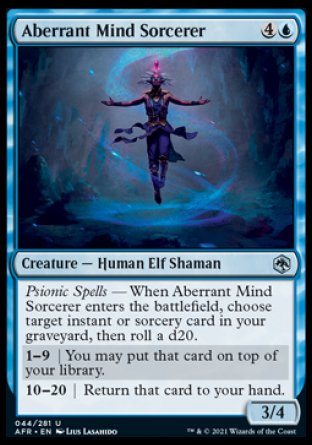 Aberrant Mind Sorcerer 4
Creature — Human Elf Shaman
Psionic Spells — When Aberrant Mind
Sorcerer enters the battlefield, choose
target instant or sorcery card in your
graveyard, then roll a d20.
1–9 | You may put that card on top of
your library.
10–20 | Return that card to your hand.
3/4
044/281 U
AFR • EN Lius Lasahido
™ & © 2021 Wizards of the Coast